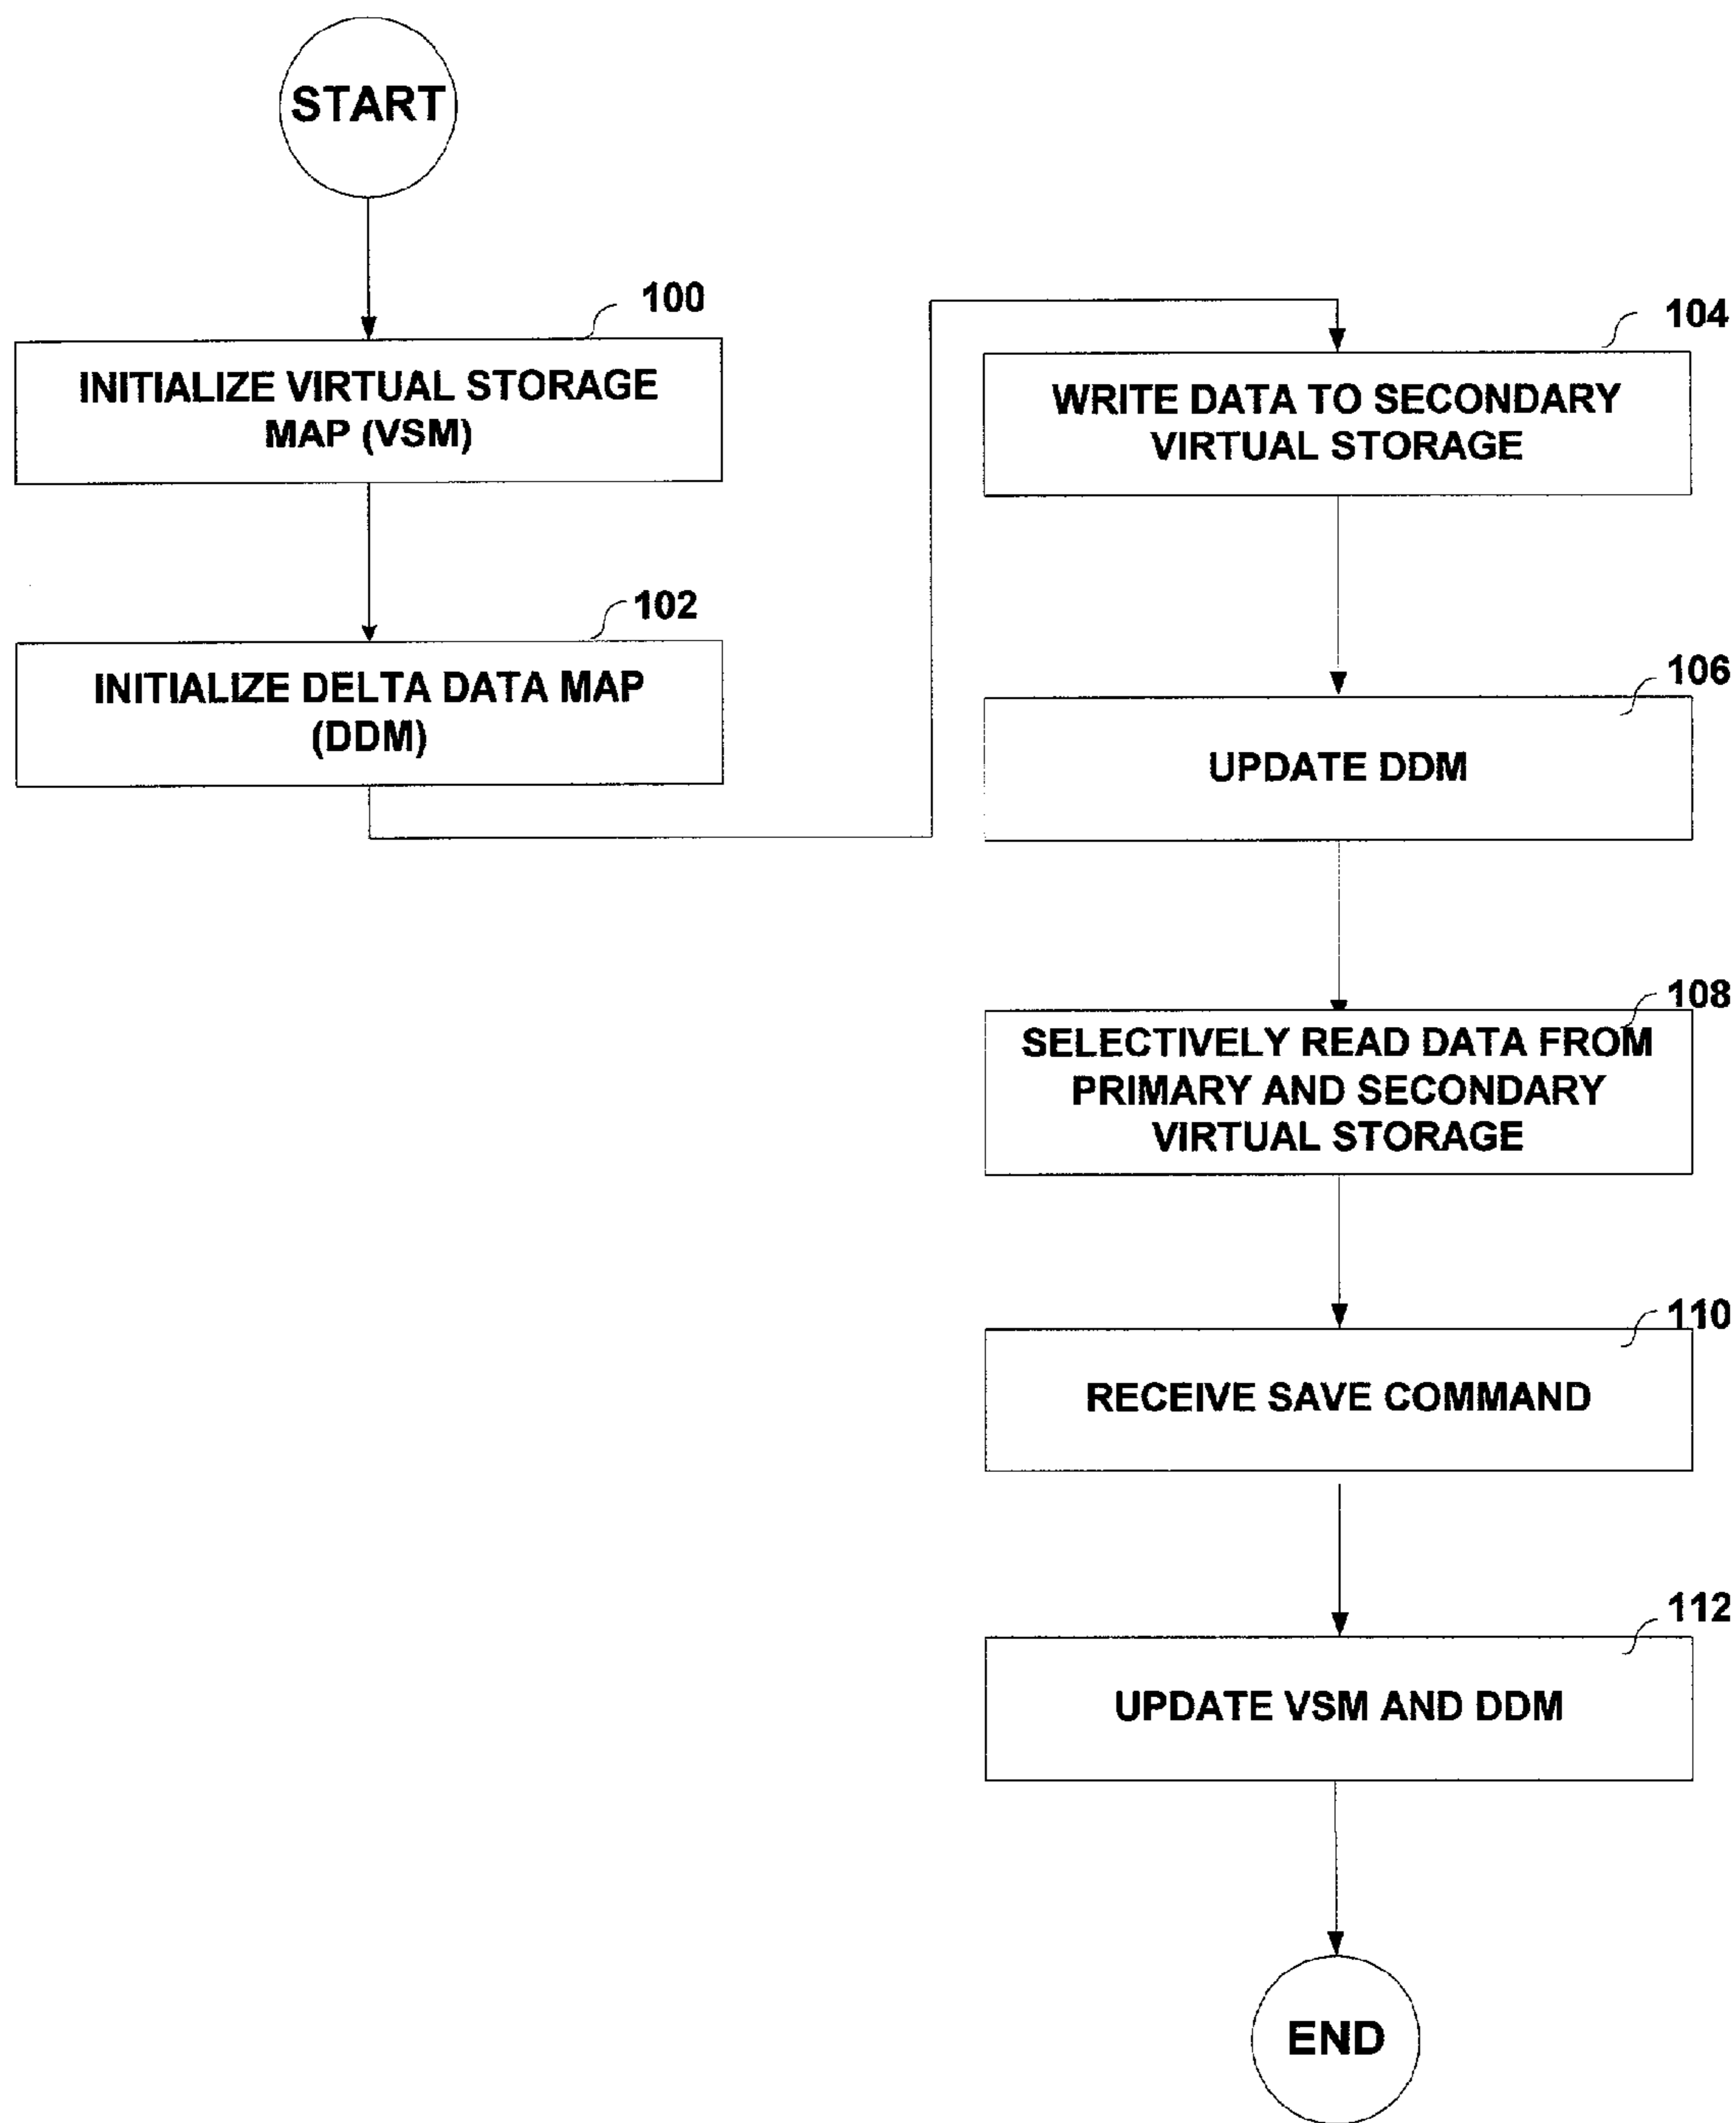 START
100
INITIALIZE VIRTUAL STORAGE
MAP (VSM)
102
INITIALIZE DELTA DATA MAP
(DDM)
104
WRITE DATA TO SECONDARY
VIRTUAL STORAGE
106
UPDATE DDM
108
SELECTIVELY READ DATA FROM
PRIMARY AND SECONDARY
VIRTUAL STORAGE
110
RECEIVE SAVE COMMAND
112
UPDATE VSM AND DDM
END